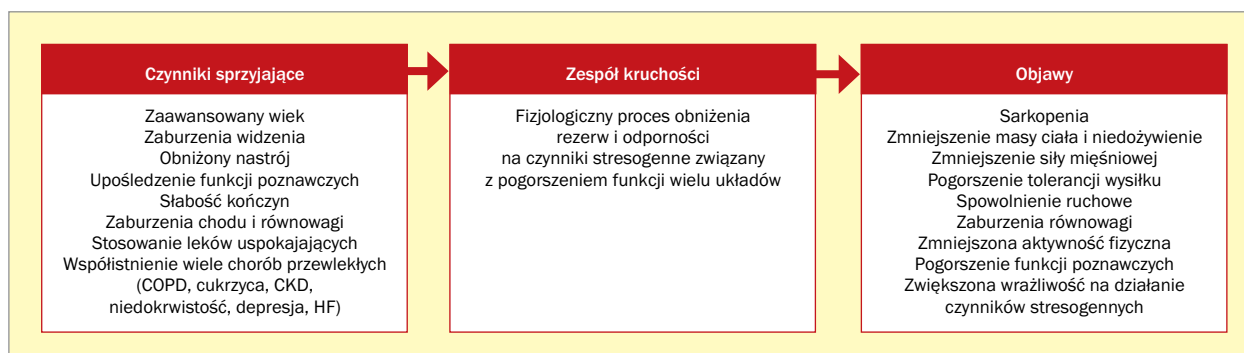 Czynniki sprzyjające
Zaawansowany wiek
Zaburzenia widzenia
Obniżony nastrój
Upośledzenie funkcji poznawczych
Słabość kończyn
Zaburzenia chodu i równowagi
Stosowanie leków uspokajających
Współistnienie wiele chorób przewlekłych
(COPD, cukrzyca, CKD,
niedokrwistość, depresja, HF)
Zespół kruchości
Fizjologiczny proces obniżenia
rezerw i odporności
na czynniki stresogenne związany
z pogorszeniem funkcji wielu układów
Objawy
Sarkopenia
Zmniejszenie masy ciała i niedożywienie
Zmniejszenie siły mięśniowej
Pogorszenie tolerancji wysiłku
Spowolnienie ruchowe
Zaburzenia równowagi
Zmniejszona aktywność fizyczna
Pogorszenie funkcji poznawczych
Zwiększona wrażliwość na działanie
czynników stresogennych